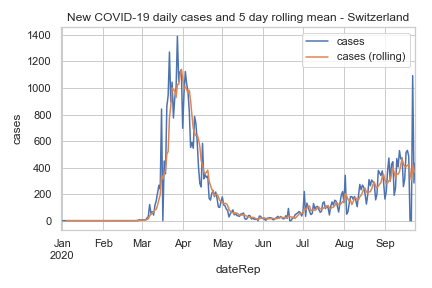 New COVID-19 daily cases and 5 day rolling mean - Switzerland
cases
cases (rolling)
1400
1200
1000
800
600
400
200
0
cases
Jan
2020
Feb
Mar
Apr
May
Jun
Jul
Aug
Sep
dateRep